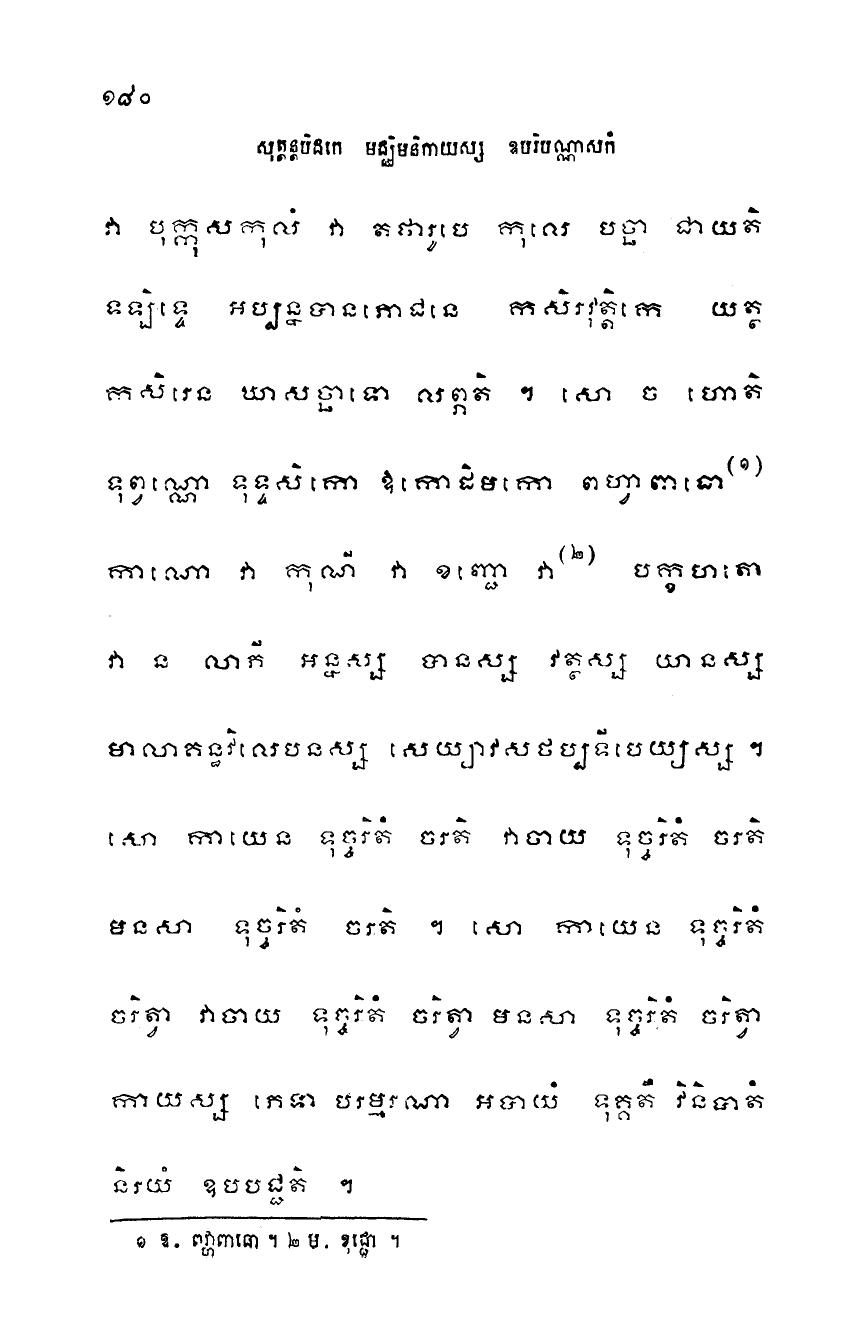 ១៨០
សុត្តន្តបិដកេ មជ្ឈិមនិកាយស្ស ឧបរិបណ្ណាសកំ
វា បុក្កុសកុលំ វា តថារូបេ កុលេ បច្ឆា ជាយតិ
ទឡិទ្ទេ អប្បន្នបានភោជនេ កសិរវុត្តិកេ យត្ថ
កសិរេន ឃាសច្ឆាទោ លព្ភតិ ។ សោ ច ហោតិ
ទុព្វណ្ណោ ទុទ្ទសិកោ ឱកោដិមកោ ពហ្វាពាធោ(១)
កាណោ វា កុណី វា ខញ្ជោ វា(២) បក្ខហតោ
វា ន លាភី អន្នស្ស បានស្ស វត្ថស្ស យានស្ស
មាលាគន្ធវិលេបនស្ស សេយ្យាវសថប្បទីបេយ្យស្ស ។
សោ កាយេន ទុច្ចរិតំ ចរតិ វាចាយ ទុច្ចរិតំ ចរតិ
មនសា ទុច្ចរិតំ ចរតិ ។ សោ កាយេន ទុច្ចរិតំ
ចរិត្វា វាចាយ ទុច្ចរិតំ ចរិត្វា មនសា ទុច្ចរិតំ ចរិត្វា
កាយស្ស ភេទា បរម្មរណា អបាយំ ទុគ្គតឹ វិនិបាតំ
និរយំ ឧបបជ្ជតិ ។
១ ឱ. ពវ្ហាពាធោ ។ ២ ម. ខុជ្ជោ ។